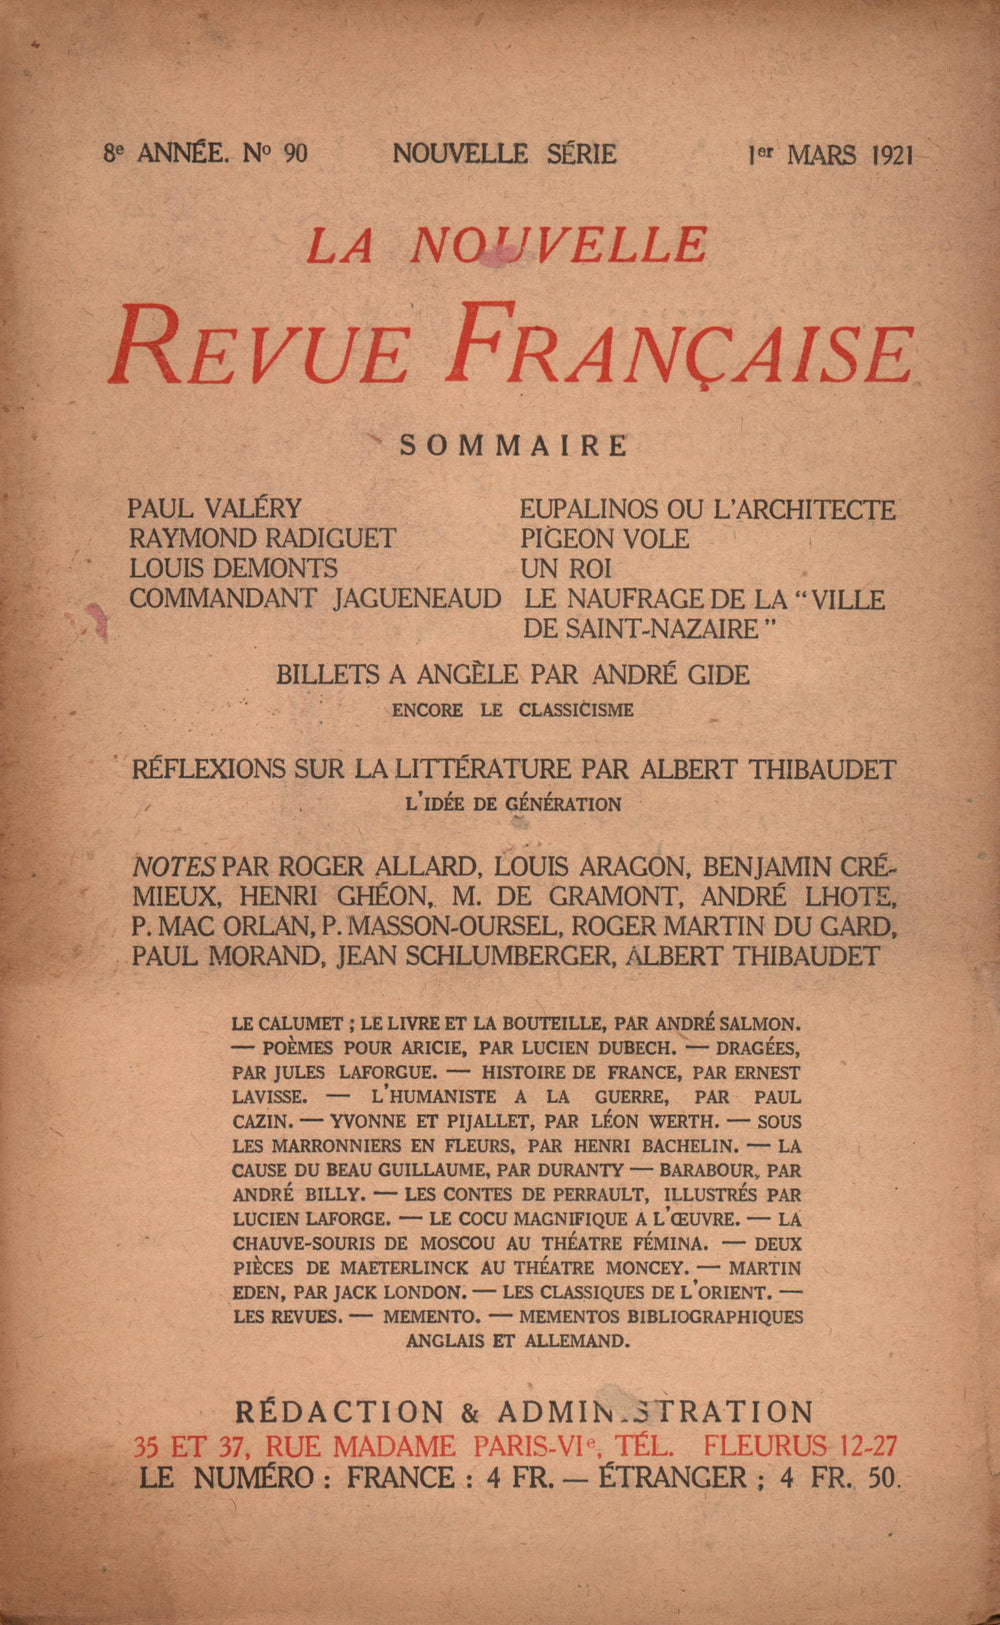 8e ANNÉE. No 90 NOUVELLE SÉRIE 1er MARS 1921
LA NOUVELLE
REVUE FRANÇAISE
SOMMAIRE
PAUL VALÉRY EUPALINOS OU L'ARCHITECTE
RAYMOND RADIGUET PIGEON VOLE
LOUIS DEMONTS UN ROI
COMMANDANT JAGUENEAUD LE NAUFRAGE DE LA "VILLE
DE SAINT-NAZAIRE"
BILLETS A ANGÈLE PAR ANDRÉ GIDE
ENCORE LE CLASSICISME
RÉFLEXIONS SUR LA LITTÉRATURE PAR ALBERT THIBAUDET
L'IDÉE DE GÉNÉRATION
NOTES PAR ROGER ALLARD, LOUIS ARAGON, BENJAMIN CRÉ-
MIEUX, HENRI GHÉON, M. DE GRAMONT, ANDRÉ LHOTE,
P. MAC ORLAN, P. MASSON-OURSEL, ROGER MARTIN DU GARD,
PAUL MORAND, JEAN SCHLUMBERGER, ALBERT THIBAUDET
LE CALUMET ; LE LIVRE ET LA BOUTEILLE, PAR ANDRÉ SALMON.
— POÈMES POUR ARICIE, PAR LUCIEN DUBECH. — DRAGÉES,
PAR JULES LAFORGUE. — HISTOIRE DE FRANCE, PAR ERNEST
LAVISSE. — L'HUMANISTE A LA GUERRE, PAR PAUL
CAZIN. — YVONNE ET PIJALLET, PAR LÉON WERTH. — SOUS
LES MARRONNIERS EN FLEURS, PAR HENRI BACHELIN. — LA
CAUSE DU BEAU GUILLAUME, PAR DURANTY — BARABOUR, PAR
ANDRÉ BILLY. — LES CONTES DE PERRAULT, ILLUSTRÉS PAR
LUCIEN LAFORGE. — LE COCU MAGNIFIQUE A L'ŒUVRE. — LA
CHAUVE-SOURIS DE MOSCOU AU THÉATRE FÉMINA. — DEUX
PIÈCES DE MAETERLINCK AU THÉATRE MONCEY. — MARTIN
EDEN, PAR JACK LONDON. — LES CLASSIQUES DE L'ORIENT. —
LES REVUES. — MEMENTO. — MEMENTOS BIBLIOGRAPHIQUES
ANGLAIS ET ALLEMAND.
RÉDACTION & ADMINISTRATION
35 ET 37, RUE MADAME PARIS-VIe, TÉL. FLEURUS 12-27
LE NUMÉRO : FRANCE : 4 FR. — ÉTRANGER ; 4 FR. 50.